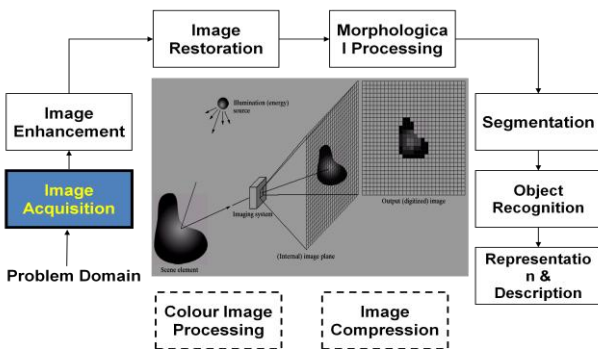 Image
Restoration
Morphologica
l Processing
Image
Enhancement
Segmentation
Image
Acquisition
Object
Recognition
Problem Domain
Representatio
n &
Description
Illumination (energy)
source
Imaging system
Output (digitized) image
(Internal) image plane
Scene element
Colour Image
Processing
Image
Compression